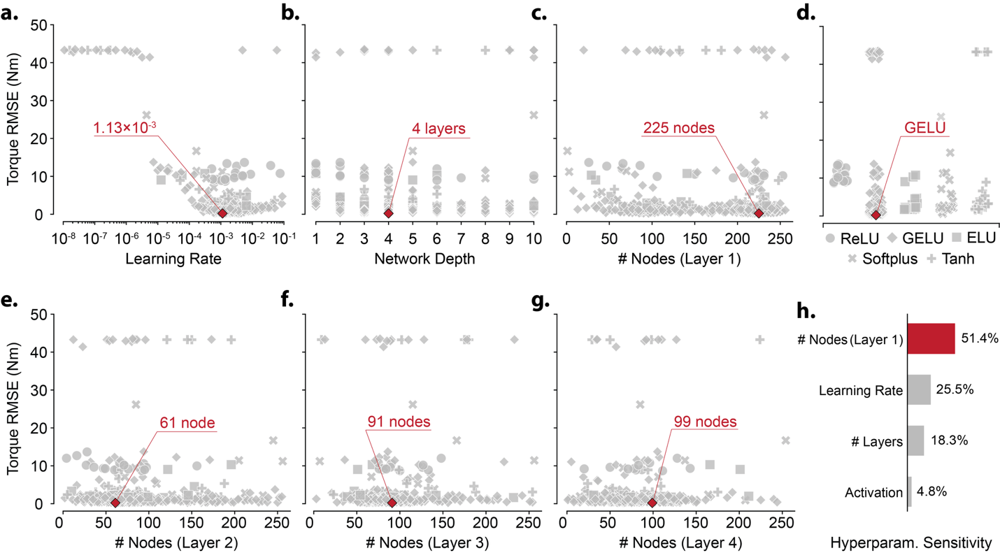 a.
Torque RMSE (Nm)
50
40
30
20
10
0
1.13×10-3
10-8 10-7 10-6 10-5 10-4 10-3 10-2 10-1
Learning Rate
b.
4 layers
1 2 3 4 5 6 7 8 9 10
Network Depth
c.
225 nodes
0 50 100 150 200 250
# Nodes (Layer 1)
d.
GELU
ReLU GELU ELU
Softplus Tanh
e.
Torque RMSE (Nm)
50
40
30
20
10
0
61 node
0 50 100 150 200 250
# Nodes (Layer 2)
f.
91 nodes
0 50 100 150 200 250
# Nodes (Layer 3)
g.
99 nodes
0 50 100 150 200 250
# Nodes (Layer 4)
h.
# Nodes (Layer 1) 51.4%
Learning Rate 25.5%
# Layers 18.3%
Activation 4.8%
Hyperparam. Sensitivity